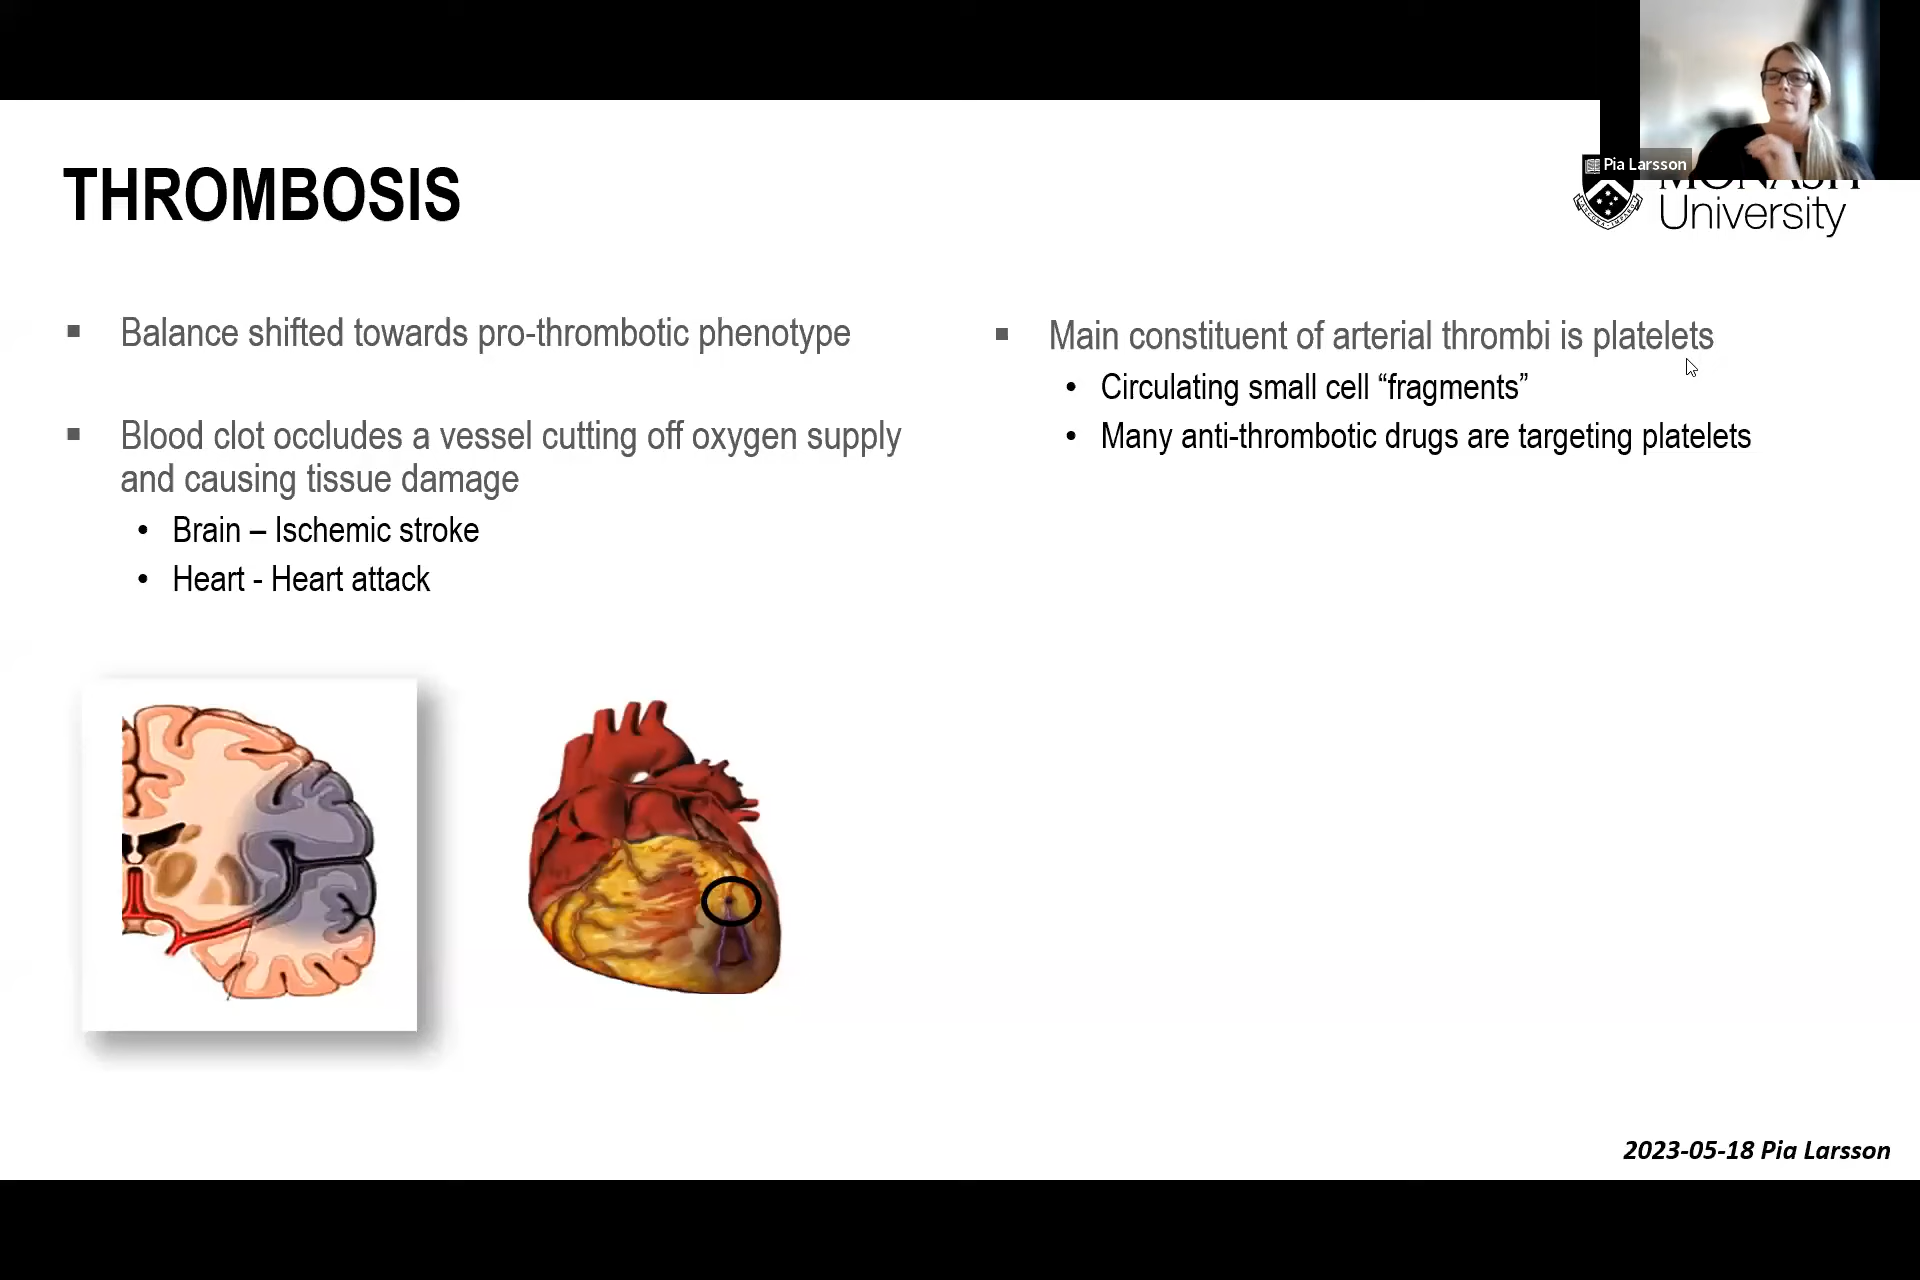 Pia Larsson
THROMBOSIS
University
▪ Balance shifted towards pro-thrombotic phenotype
▪ Blood clot occludes a vessel cutting off oxygen supply
and causing tissue damage
• Brain – Ischemic stroke
• Heart - Heart attack
▪ Main constituent of arterial thrombi is platelets
• Circulating small cell “fragments”
• Many anti-thrombotic drugs are targeting platelets
2023-05-18 Pia Larsson